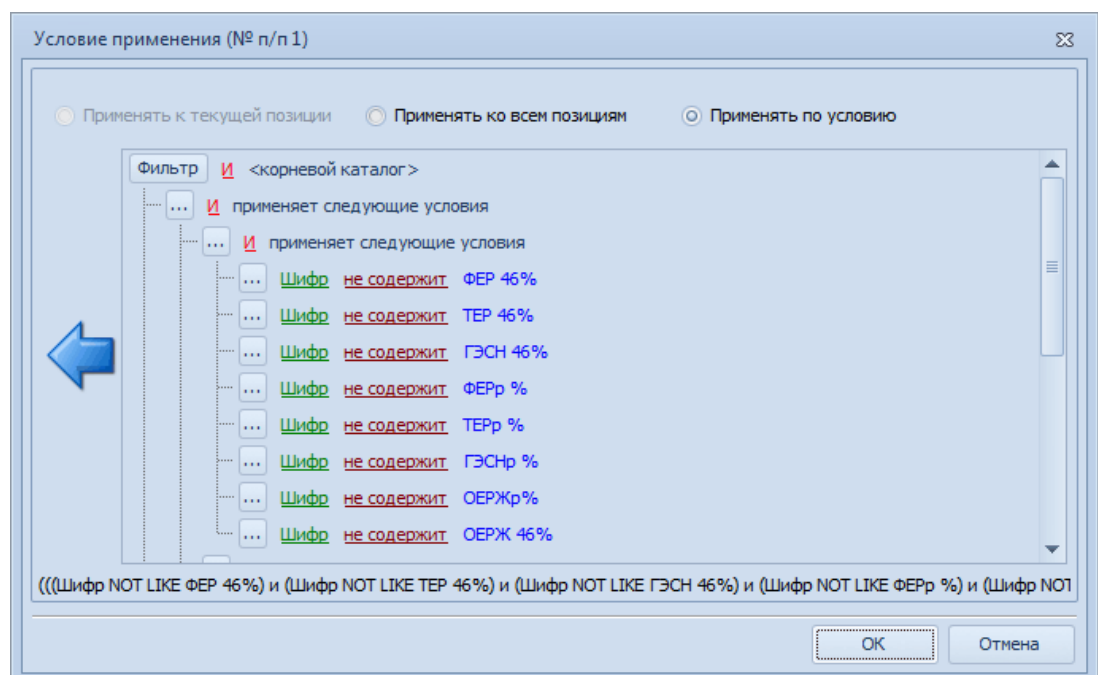 Условие применения (№ п/п 1)
Применять к текущей позиции Применять ко всем позициям Применять по условию
Фильтр И <корневой каталог>
... И применяет следующие условия
... И применяет следующие условия
... Шифр не содержит ФЕР 46%
... Шифр не содержит ТЕР 46%
... Шифр не содержит ГЭСН 46%
... Шифр не содержит ФЕРр %
... Шифр не содержит ТЕРр %
... Шифр не содержит ГЭСНр %
... Шифр не содержит ОЕРЖр%
... Шифр не содержит ОЕРЖ 46%
(((Шифр NOT LIKE ФЕР 46%) и (Шифр NOT LIKE ТЕР 46%) и (Шифр NOT LIKE ГЭСН 46%) и (Шифр NOT LIKE ФЕРр %) и (Шифр NOT
ОК Отмена